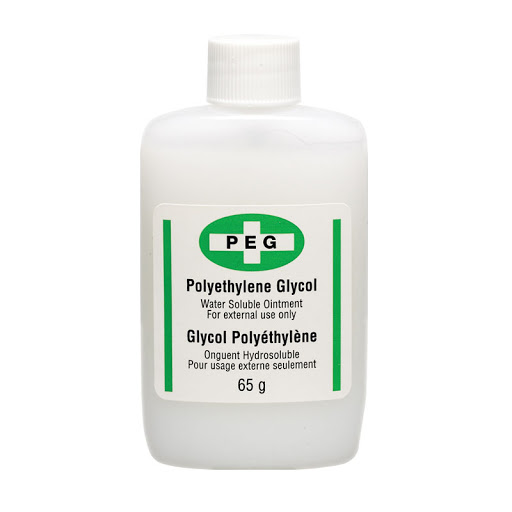 PEG
Polyethylene Glycol
Water Soluble Ointment
For external use only
Glycol Polyéthylène
Onguent Hydrosoluble
Pour usage externe seulement
65 g